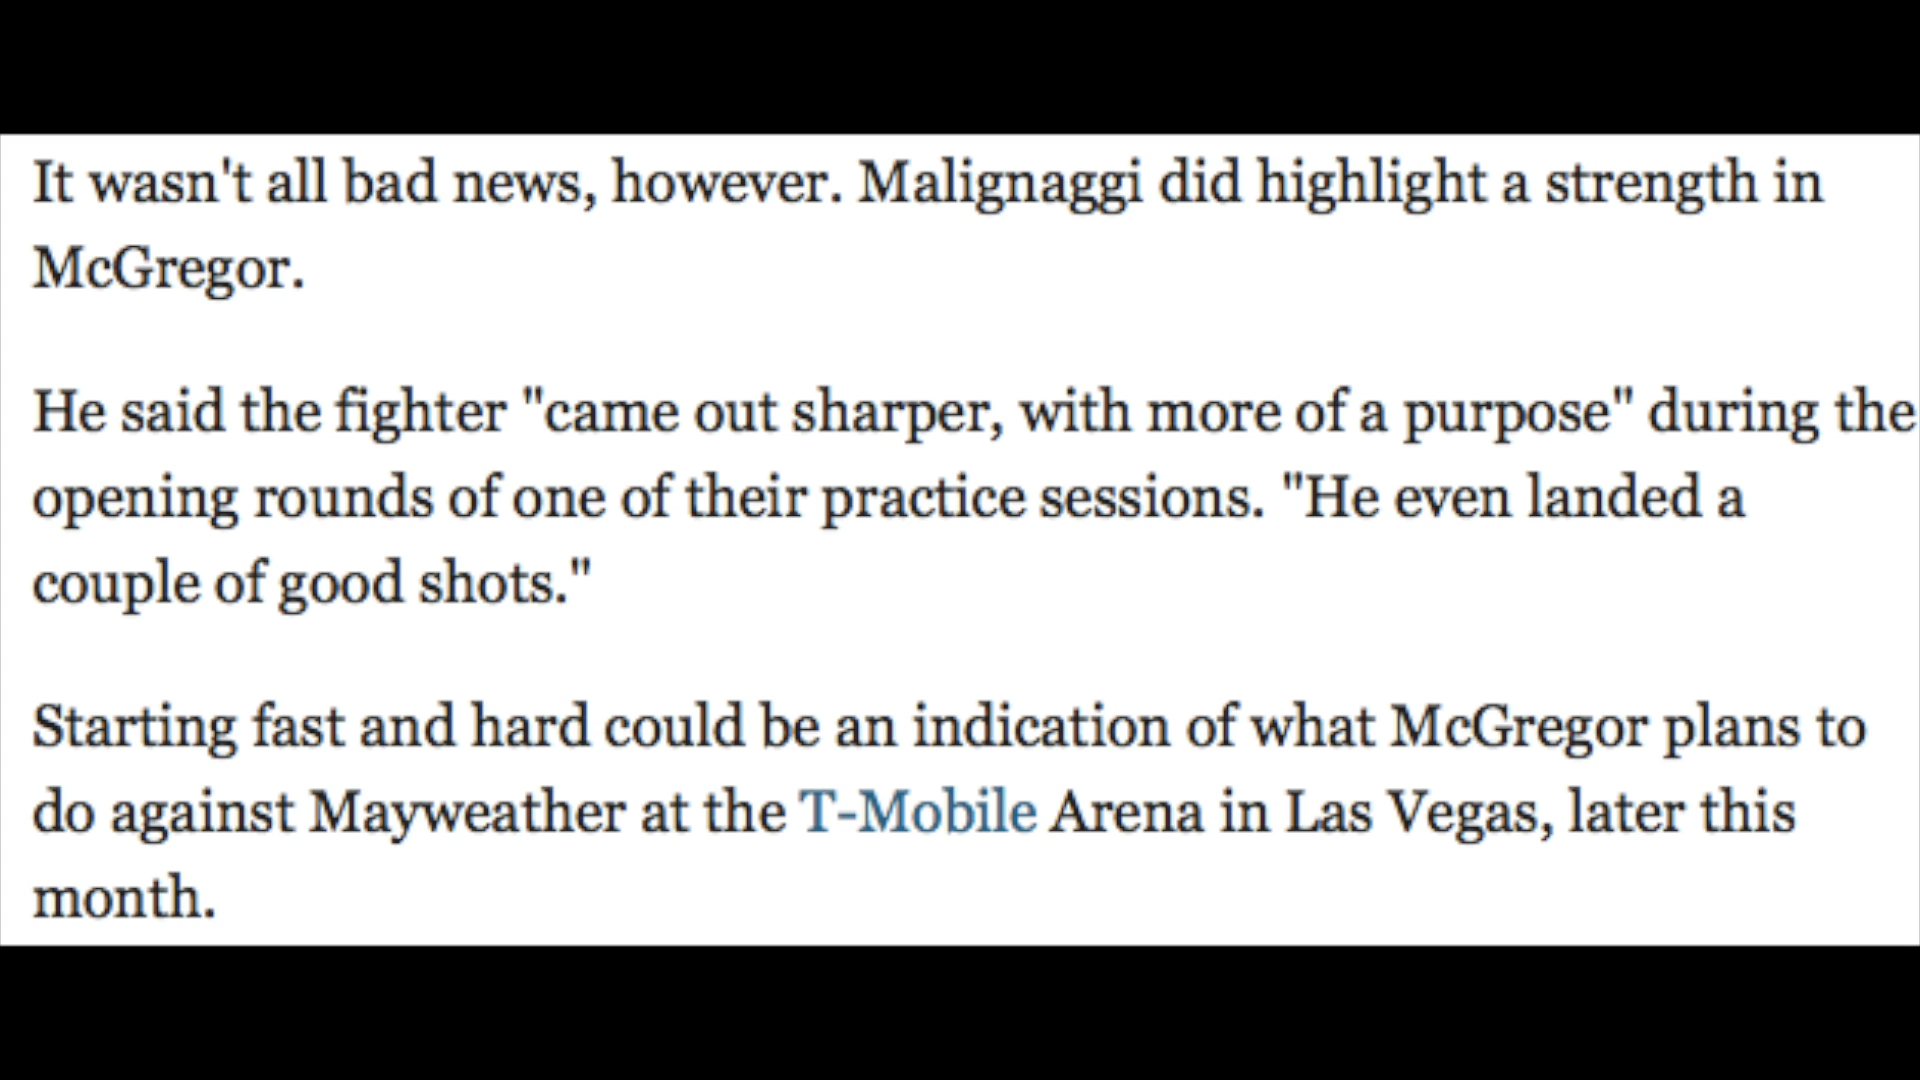 It wasn't all bad news, however. Malignaggi did highlight a strength in
McGregor.
He said the fighter "came out sharper, with more of a purpose" during the
opening rounds of one of their practice sessions. "He even landed a
couple of good shots."
Starting fast and hard could be an indication of what McGregor plans to
do against Mayweather at the T-Mobile Arena in Las Vegas, later this
month.